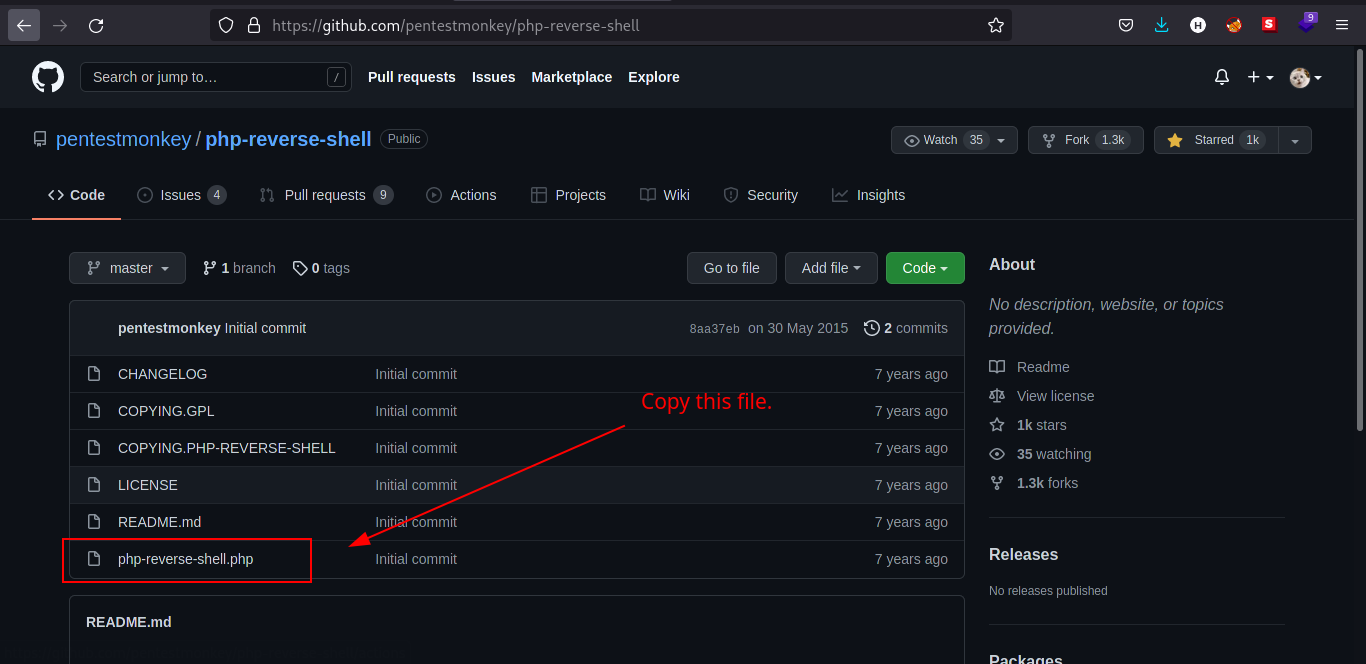 https://github.com/pentestmonkey/php-reverse-shell
H
S
9
Search or jump to…
/
Pull requests
Issues
Marketplace
Explore
pentestmonkey / php-reverse-shell Public
Watch 35
Fork 1.3k
Starred 1k
Code
Issues 4
Pull requests 9
Actions
Projects
Wiki
Security
Insights
master
1 branch
0 tags
Go to file
Add file
Code
pentestmonkey Initial commit 8aa37eb on 30 May 2015 2 commits
CHANGELOG Initial commit 7 years ago
Copy this file.
COPYING.GPL Initial commit 7 years ago
COPYING.PHP-REVERSE-SHELL Initial commit 7 years ago
LICENSE Initial commit 7 years ago
README.md Initial commit 7 years ago
php-reverse-shell.php Initial commit 7 years ago
README.md
About
No description, website, or topics
provided.
Readme
View license
1k stars
35 watching
1.3k forks
Releases
No releases published
Packages